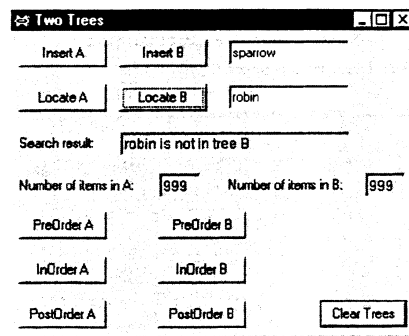 Two Trees
Insert A Insert B sparrow
Locate A Locate B robin
Search result: robin is not in tree B
Number of items in A: 999 Number of items in B: 999
PreOrder A PreOrder B
InOrder A InOrder B
PostOrder A PostOrder B Clear Trees